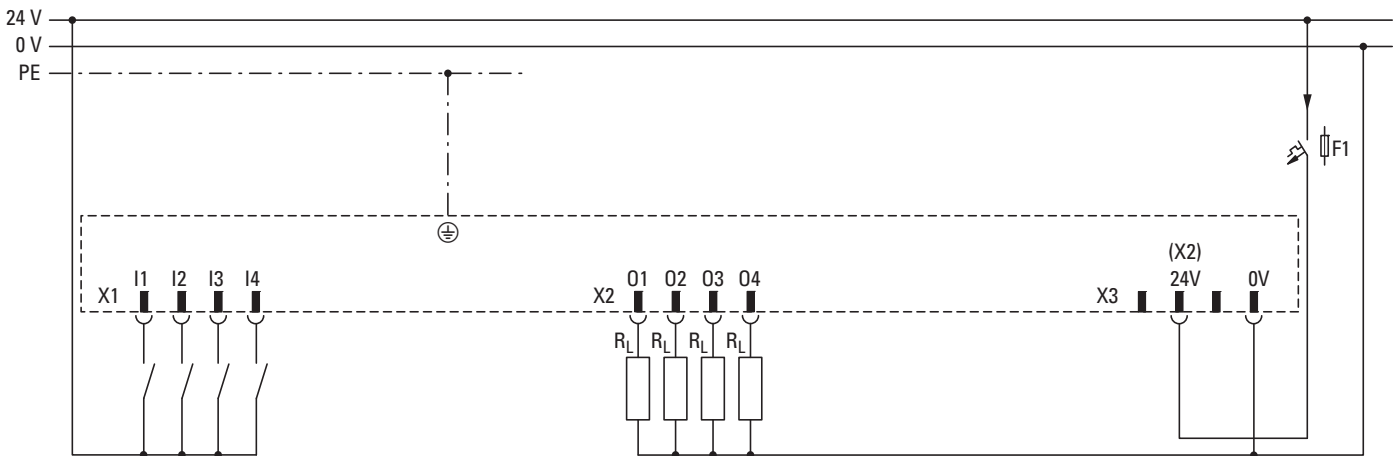 24 V
0 V
PE
F1
(X2)
I1 I2 I3 I4 O1 O2 O3 O4 24V 0V
X1 X2 X3
RL RL RL RL